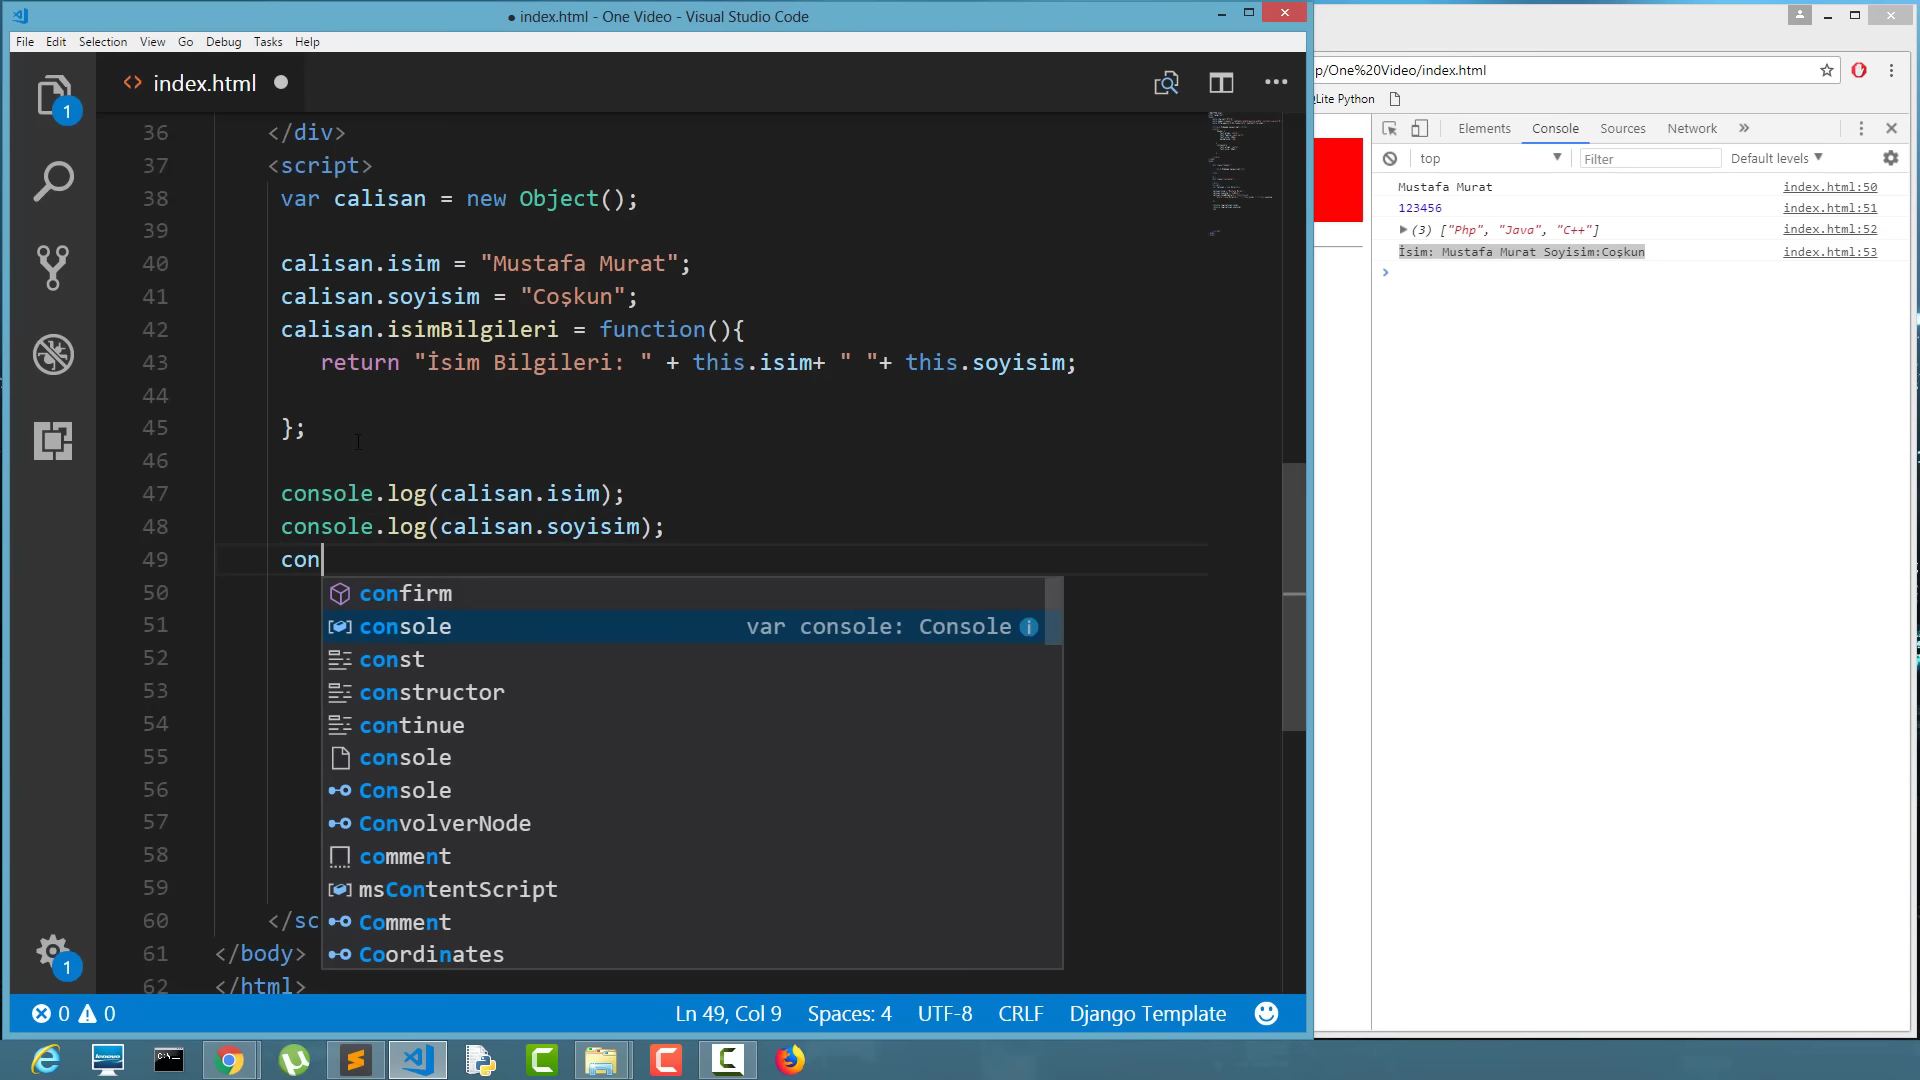 ● index.html - One Video - Visual Studio Code
File Edit Selection View Go Debug Tasks Help
<> index.html ●
1
36 </div>
37 <script>
38 var calisan = new Object();
39
40 calisan.isim = "Mustafa Murat";
41 calisan.soyisim = "Coşkun";
42 calisan.isimBilgileri = function(){
43 return "İsim Bilgileri: " + this.isim+ " "+ this.soyisim;
44
45 };
46
47 console.log(calisan.isim);
48 console.log(calisan.soyisim);
49 con
50 confirm
51 console var console: Console
52 const
53 constructor
54 continue
55 console
56 Console
57 ConvolverNode
58 comment
59 msContentScript
60 </sc Comment
61 </body> Coordinates
62 </html>
1
0 0 Ln 49, Col 9 Spaces: 4 UTF-8 CRLF Django Template
p/One%20Video/index.html
Lite Python
Elements Console Sources Network »
top Filter Default levels
Mustafa Murat index.html:50
123456 index.html:51
(3) ["Php", "Java", "C++"] index.html:52
İsim: Mustafa Murat Soyisim:Coşkun index.html:53
lenovo